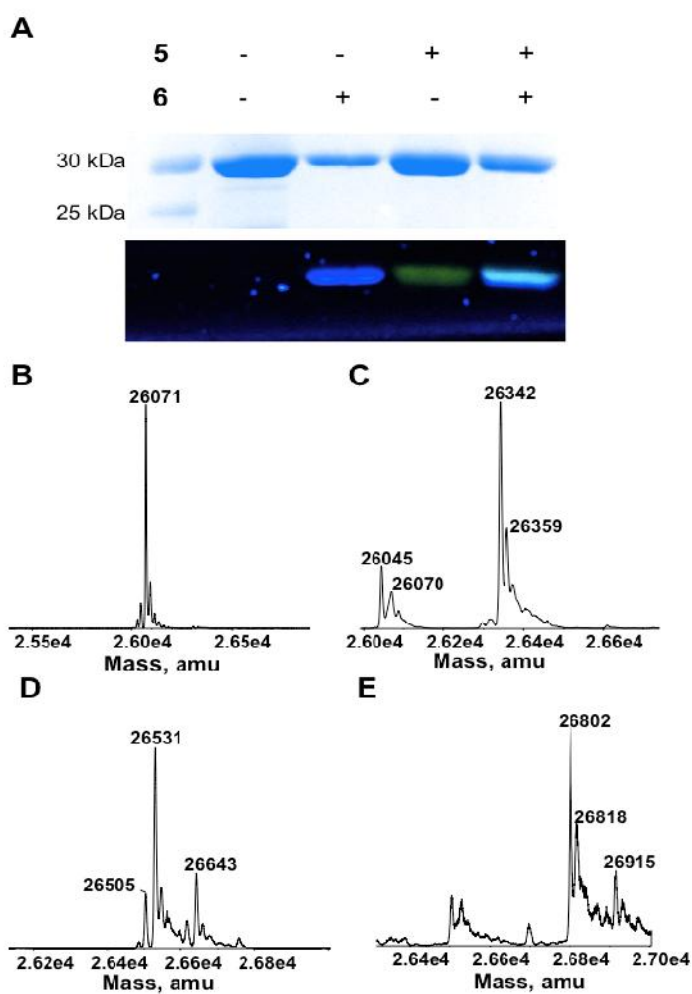 A
5 - - + +
6 - + - +
30 kDa
25 kDa
B
26071
2.55e4 2.60e4 2.65e4
Mass, amu
C
26342
26359
26045
26070
2.60e4 2.62e4 2.64e4 2.66e4
Mass, amu
D
26531
26643
26505
2.62e4 2.64e4 2.66e4 2.68e4
Mass, amu
E
26802
26818
26915
2.64e4 2.66e4 2.68e4 2.70e4
Mass, amu